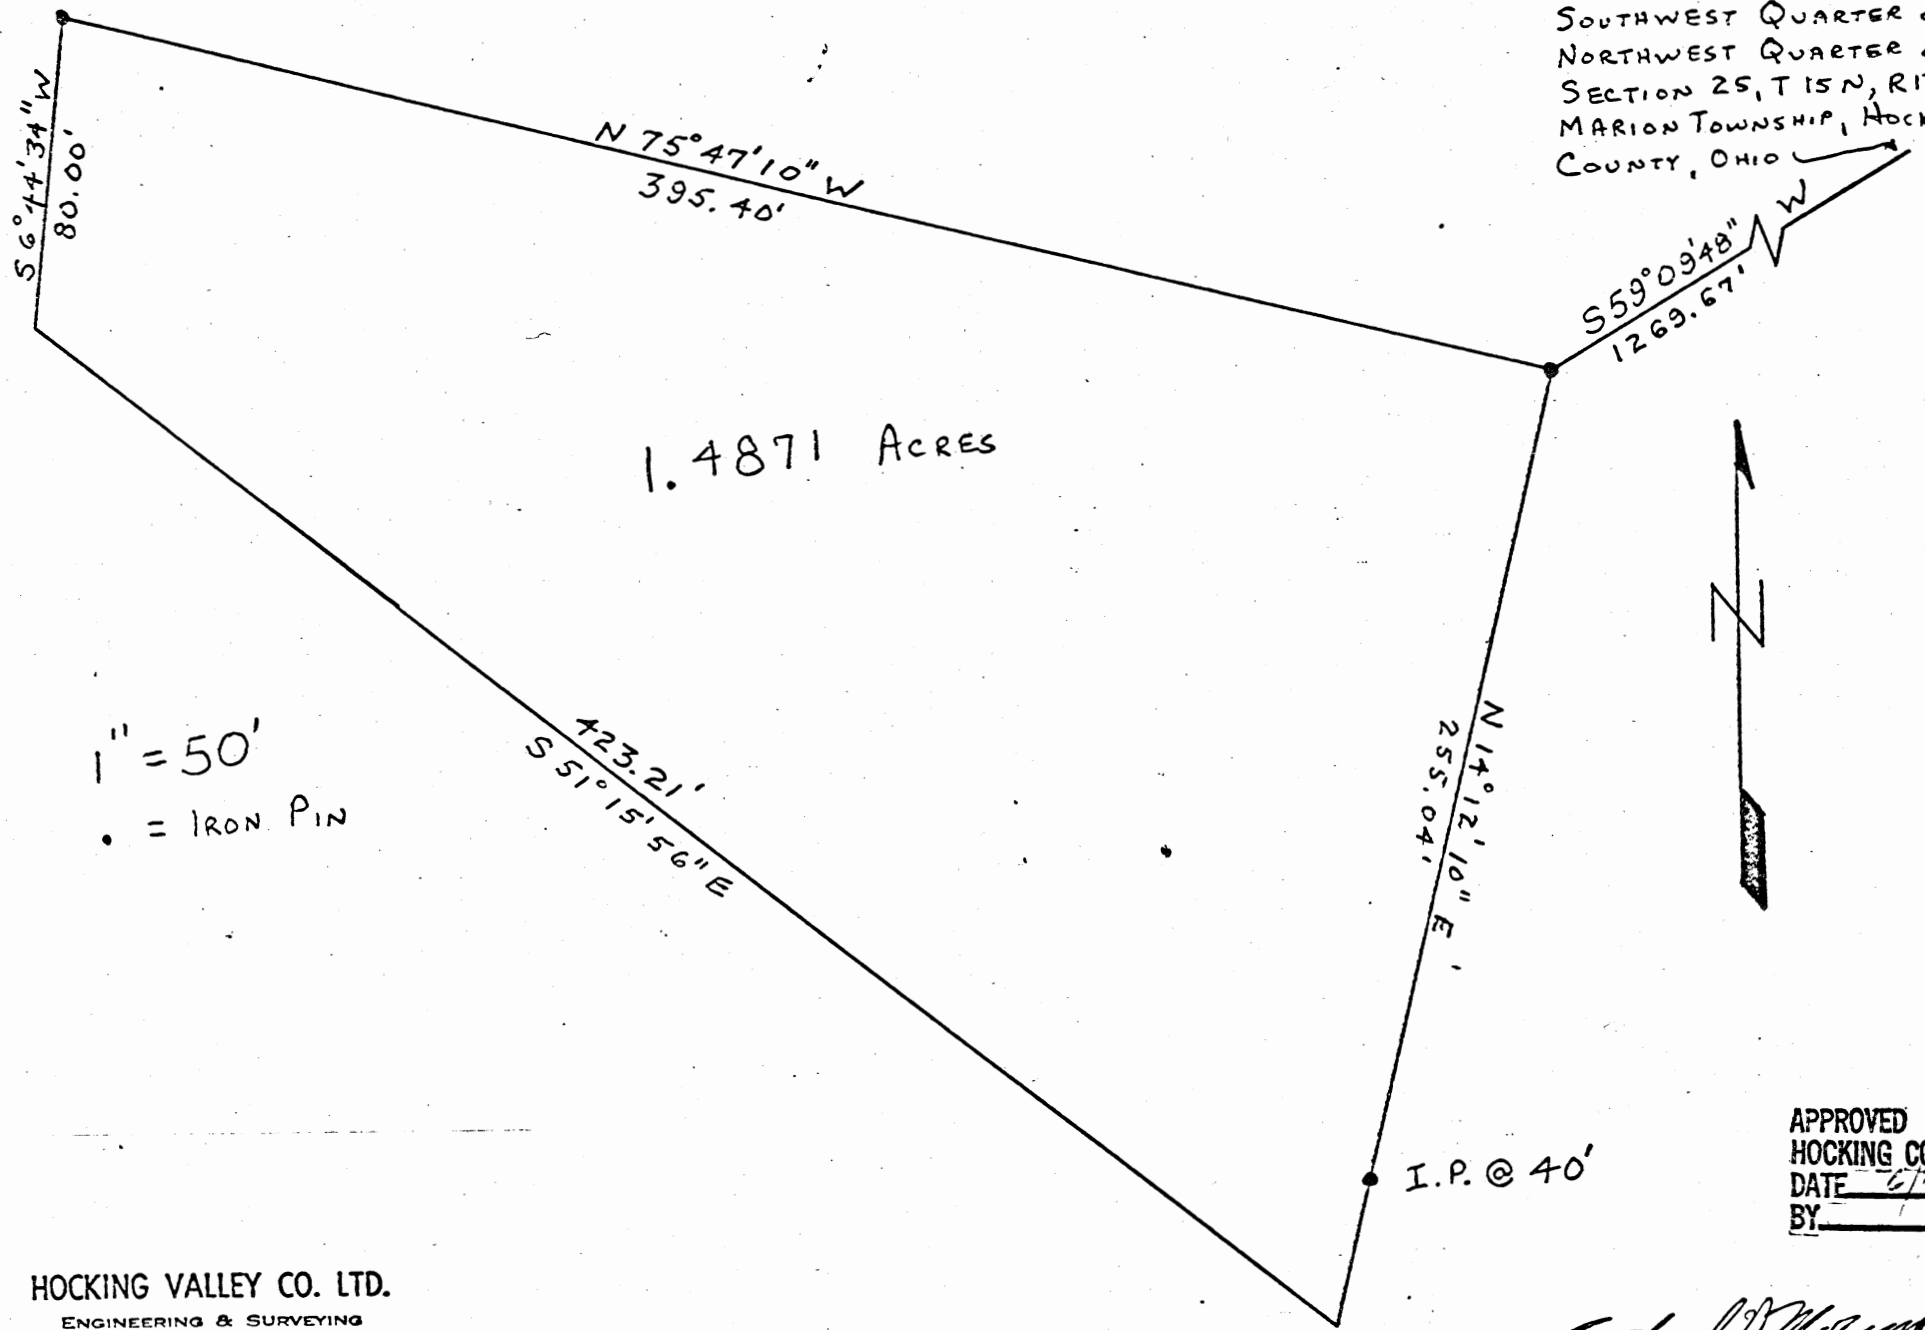 SOUTHWEST QUARTER
NORTHWEST QUARTER
SECTION 25, T 15 N,
MARION TOWNSHIP,
COUNTY, OHIO
S 6°44'34" W
80.00'
N 75°47'10" W
395.40'
S 59°09'48" W
1269.67'
1.4871 ACRES
N
N 14°12'10" E
255.04'
1" = 50'
• = IRON PIN
423.21'
S 51°15'56" E
I.P. @ 40'
APPROVED
HOCKING
DATE
BY
HOCKING VALLEY CO. LTD.
ENGINEERING & SURVEYING